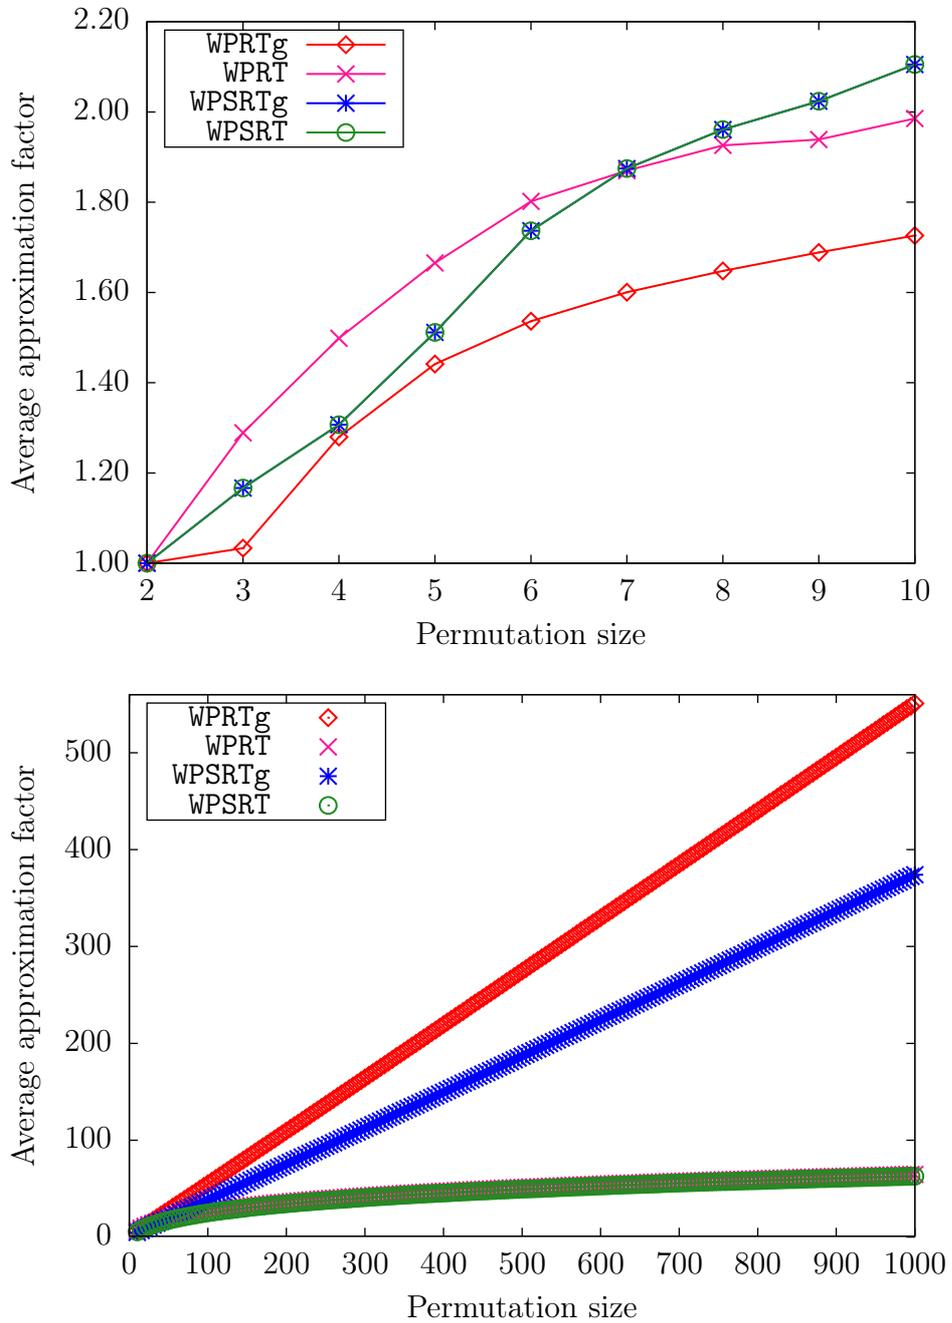 2.20
2.00
1.80
1.60
1.40
1.20
1.00
Average approximation factor
WPRTg
WPRT
WPSRTg
WPSRT
2 3 4 5 6 7 8 9 10
Permutation size
500
400
300
200
100
0
Average approximation factor
WPRTg
WPRT
WPSRTg
WPSRT
0 100 200 300 400 500 600 700 800 900 1000
Permutation size